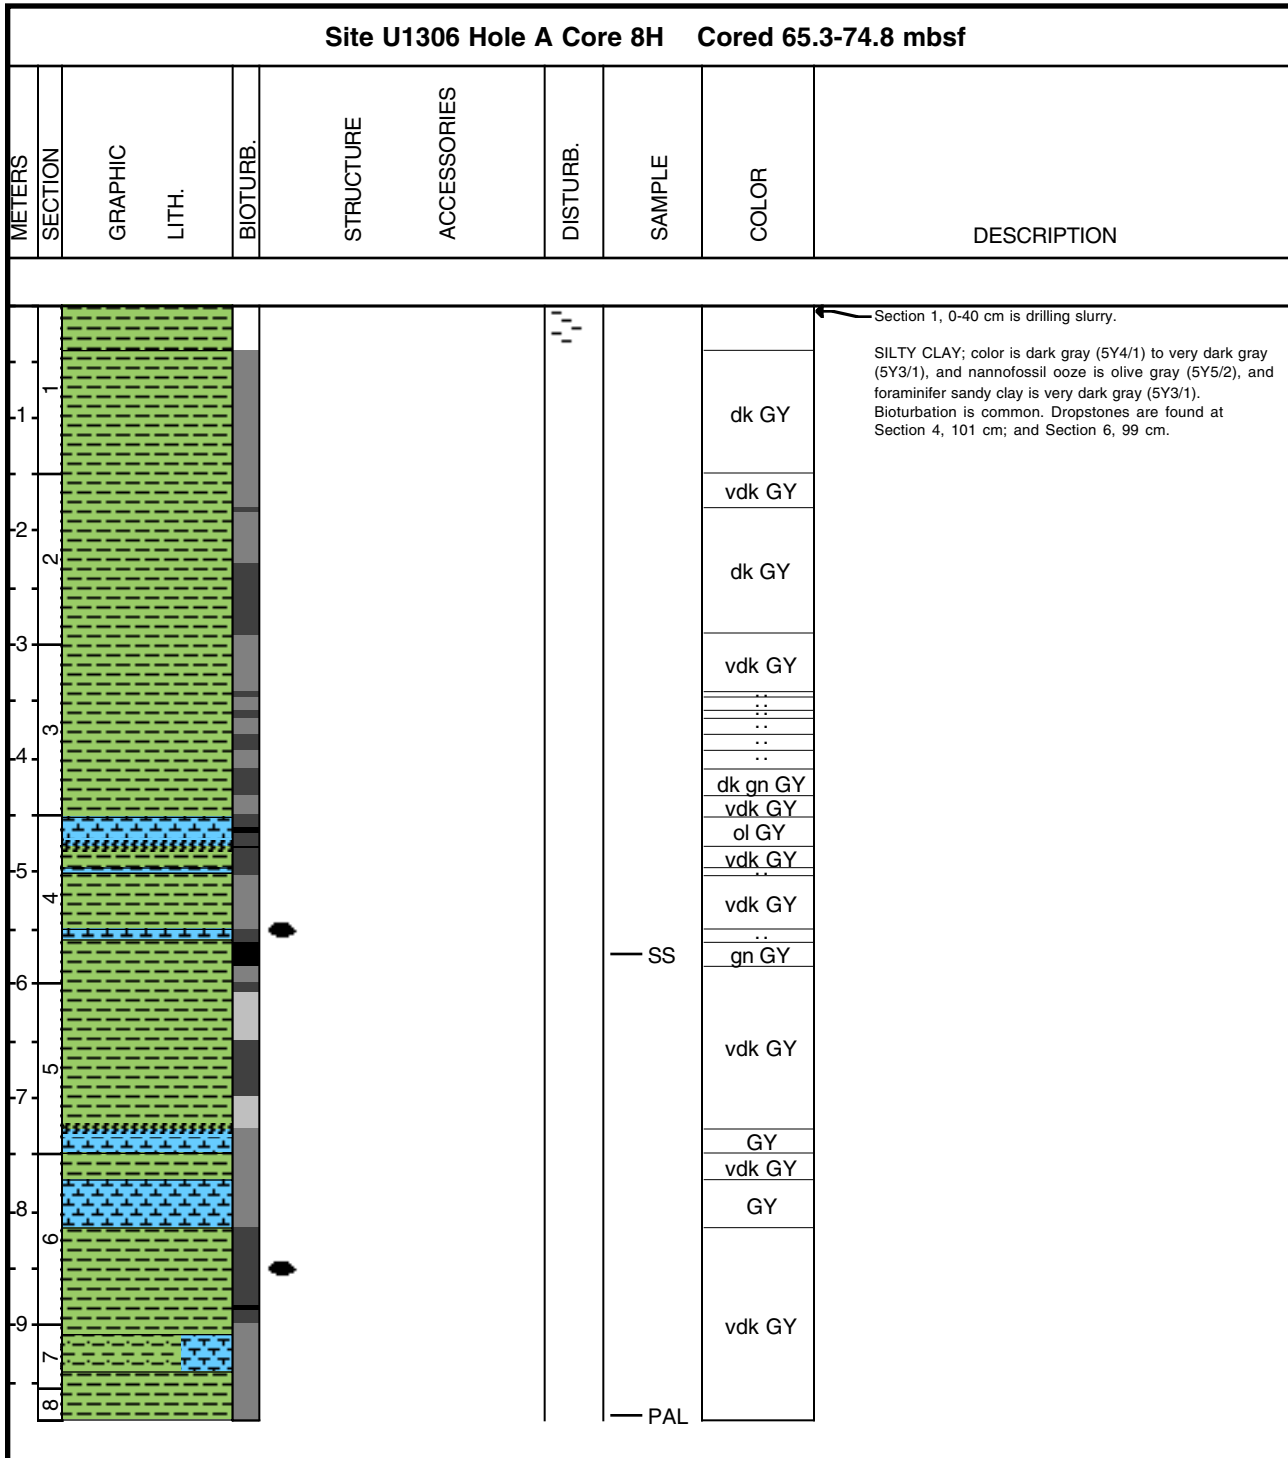 Site U1306 Hole A Core 8H Cored 65.3-74.8 mbsf
METERS
SECTION
GRAPHIC
LITH.
BIOTURB.
STRUCTURE
ACCESSORIES
DISTURB.
SAMPLE
COLOR
DESCRIPTION
Section 1, 0-40 cm is drilling slurry.
SILTY CLAY; color is dark gray (5Y4/1) to very dark gray
(5Y3/1), and nannofossil ooze is olive gray (5Y5/2), and
foraminifer sandy clay is very dark gray (5Y3/1).
Bioturbation is common. Dropstones are found at
Section 4, 101 cm; and Section 6, 99 cm.
1
2
3
4
5
6
7
8
9
1
2
3
4
5
6
7
8
SS
PAL
dk GY
vdk GY
dk GY
vdk GY
. .
. .
. .
. .
. .
. .
dk gn GY
vdk GY
ol GY
vdk GY
. .
vdk GY
. .
gn GY
vdk GY
GY
vdk GY
GY
vdk GY